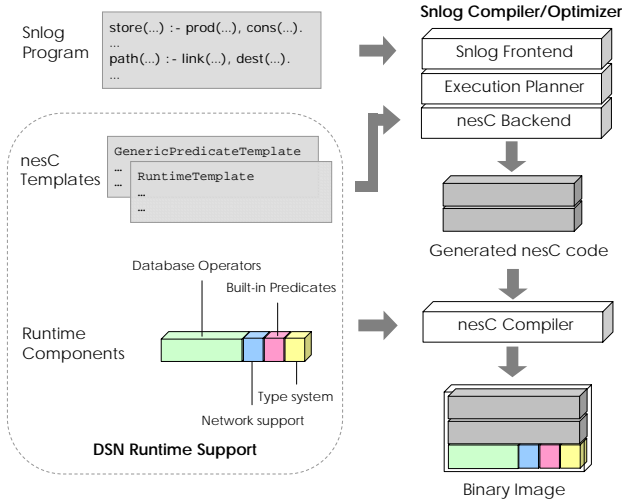 Snlog
Program
store(...) :- prod(...), cons(...).
...
path(...) :- link(...), dest(...).
...
Snlog Compiler/Optimizer
Snlog Frontend
Execution Planner
nesC Backend
nesC
Templates
GenericPredicateTemplate
...
...
RuntimeTemplate
...
...
Generated nesC code
Database Operators
Built-in Predicates
Runtime
Components
Type system
Network support
DSN Runtime Support
nesC Compiler
Binary Image